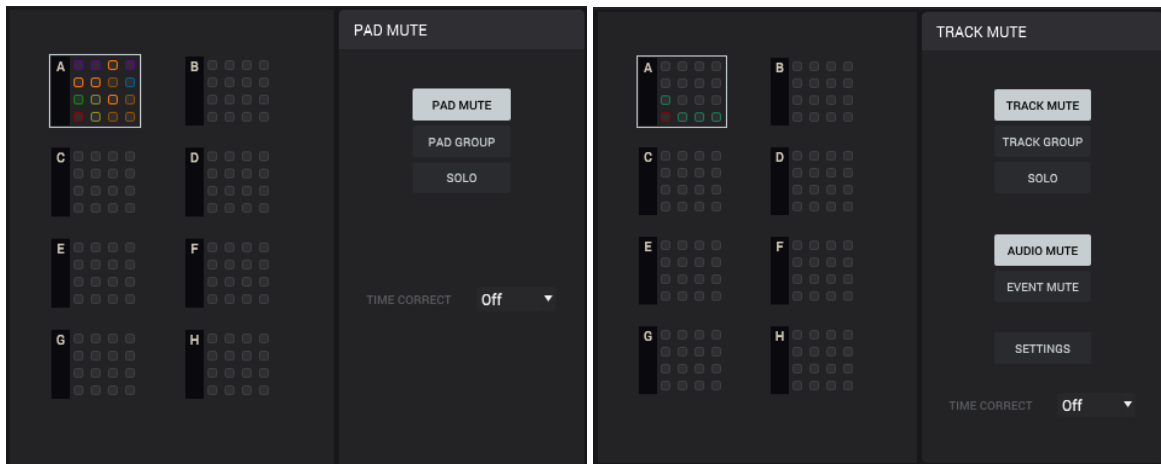 PAD MUTE
A
B
C
D
E
F
G
H
PAD MUTE
PAD GROUP
SOLO
TIME CORRECT Off
TRACK MUTE
A
B
C
D
E
F
G
H
TRACK MUTE
TRACK GROUP
SOLO
AUDIO MUTE
EVENT MUTE
SETTINGS
TIME CORRECT Off